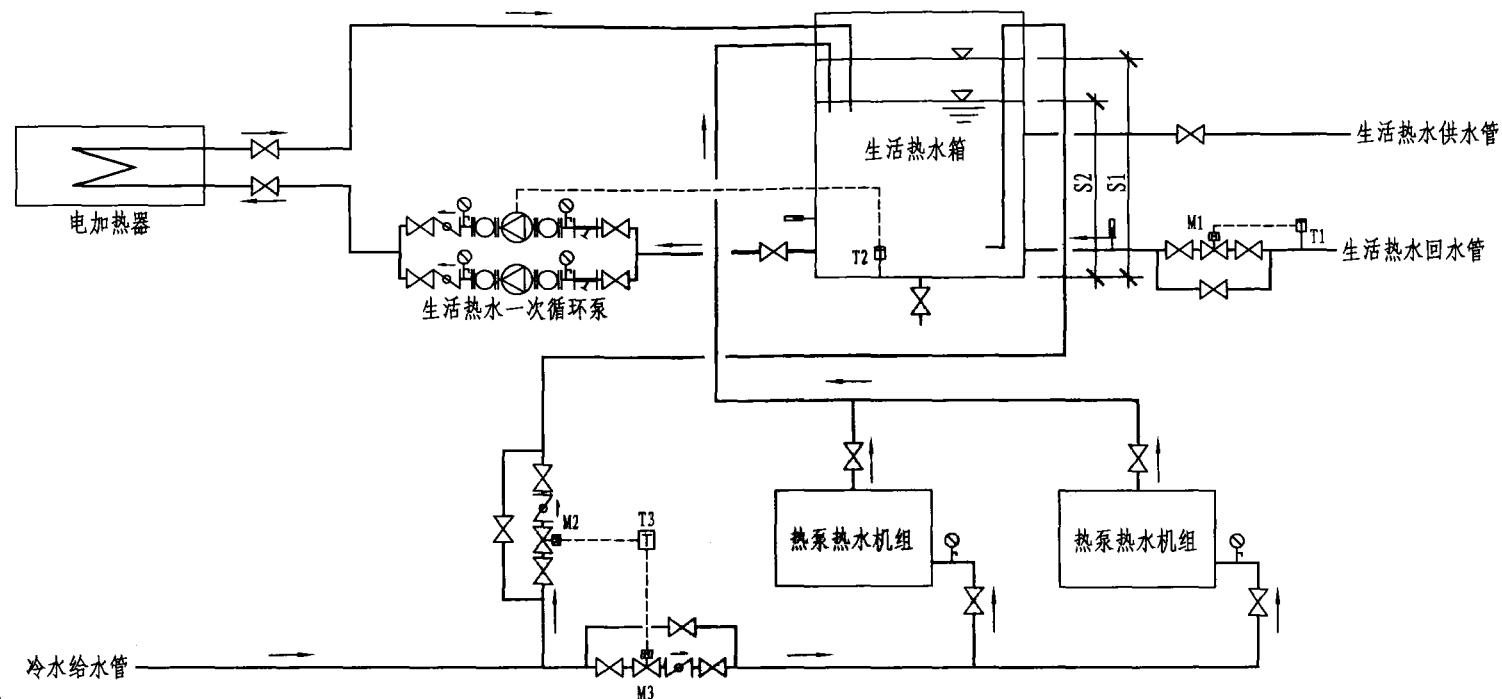 生活热水箱
生活热水供水管
S2
S1
电加热器
M1
T1
生活热水回水管
T2
生活热水一次循环泵
M2
T3
T
热泵热水机组
热泵热水机组
冷水给水管
M3